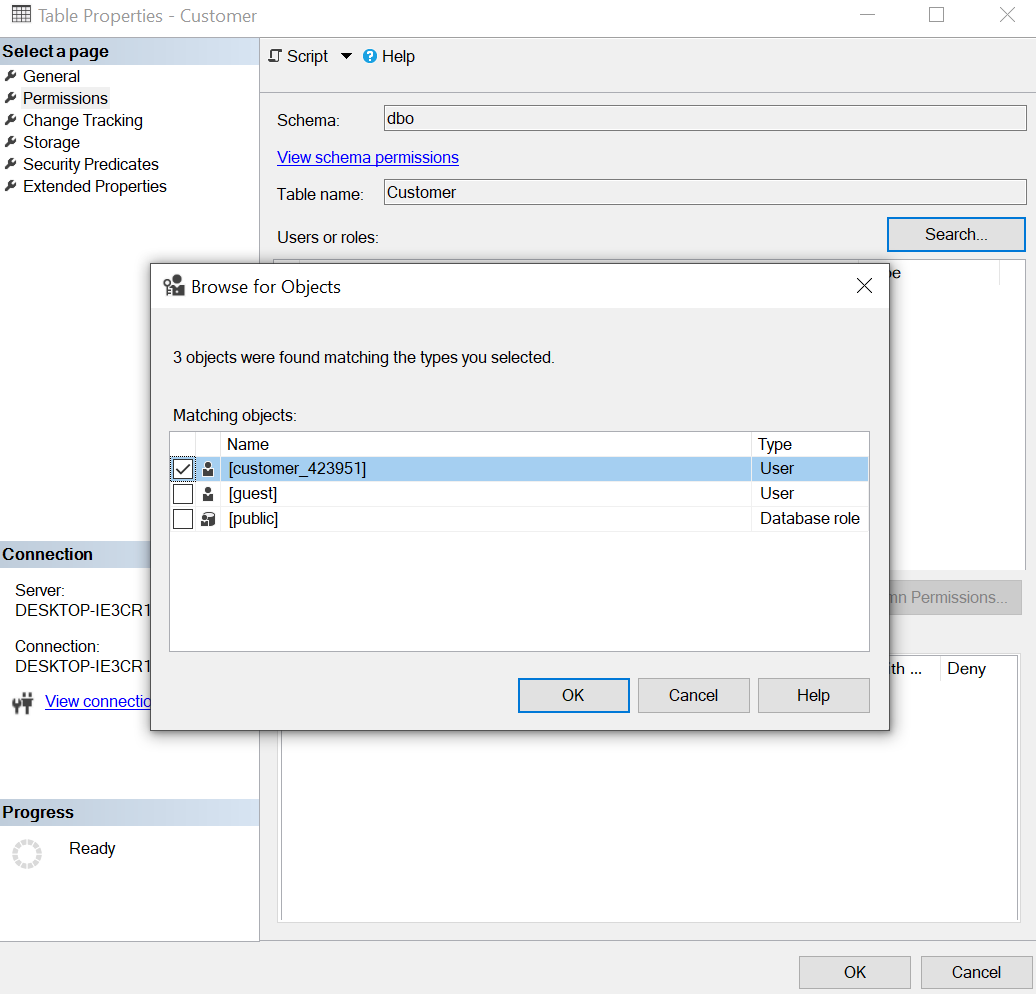 Table Properties - Customer
Select a page
General
Permissions
Change Tracking
Storage
Security Predicates
Extended Properties
Script
Help
Schema:
dbo
View schema permissions
Table name:
Customer
Users or roles:
Search...
Browse for Objects
3 objects were found matching the types you selected.
Matching objects:
Name Type
[customer_423951] User
[guest] User
[public] Database role
OK Cancel Help
Connection
Server:
DESKTOP-IE3CR1
Connection:
DESKTOP-IE3CR1
View connectio
Permissions...
Deny
Progress
Ready
OK Cancel